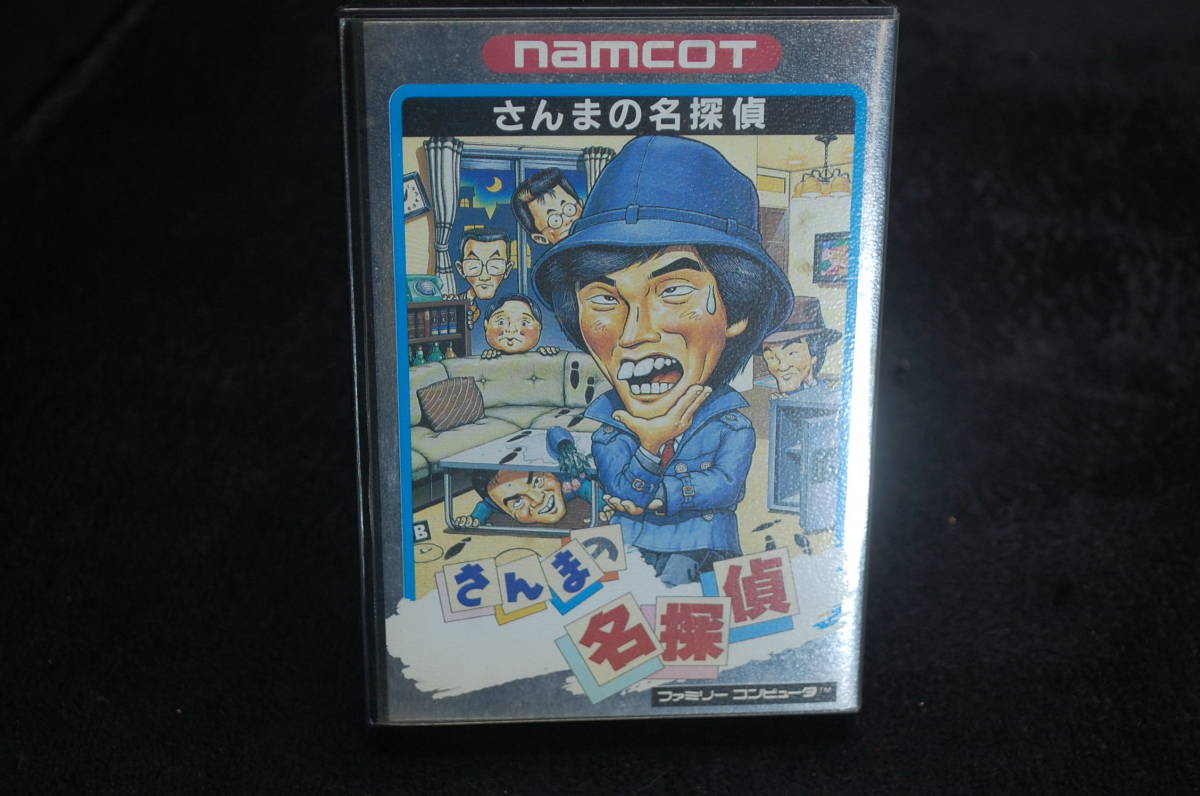 namcot
さんまの名探偵
B
さんまの
名探偵
ファミリー コンピュータ™